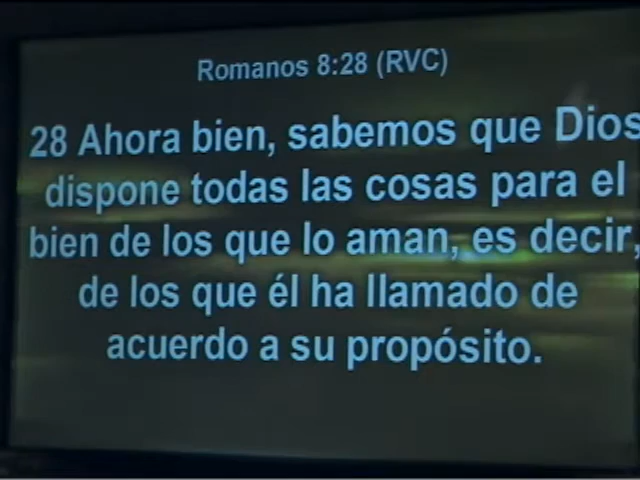 Romanos 8:28 (RVC)
28 Ahora bien, sabemos que Dios
dispone todas las cosas para el
bien de los que lo aman, es decir,
de los que él ha llamado de
acuerdo a su propósito.